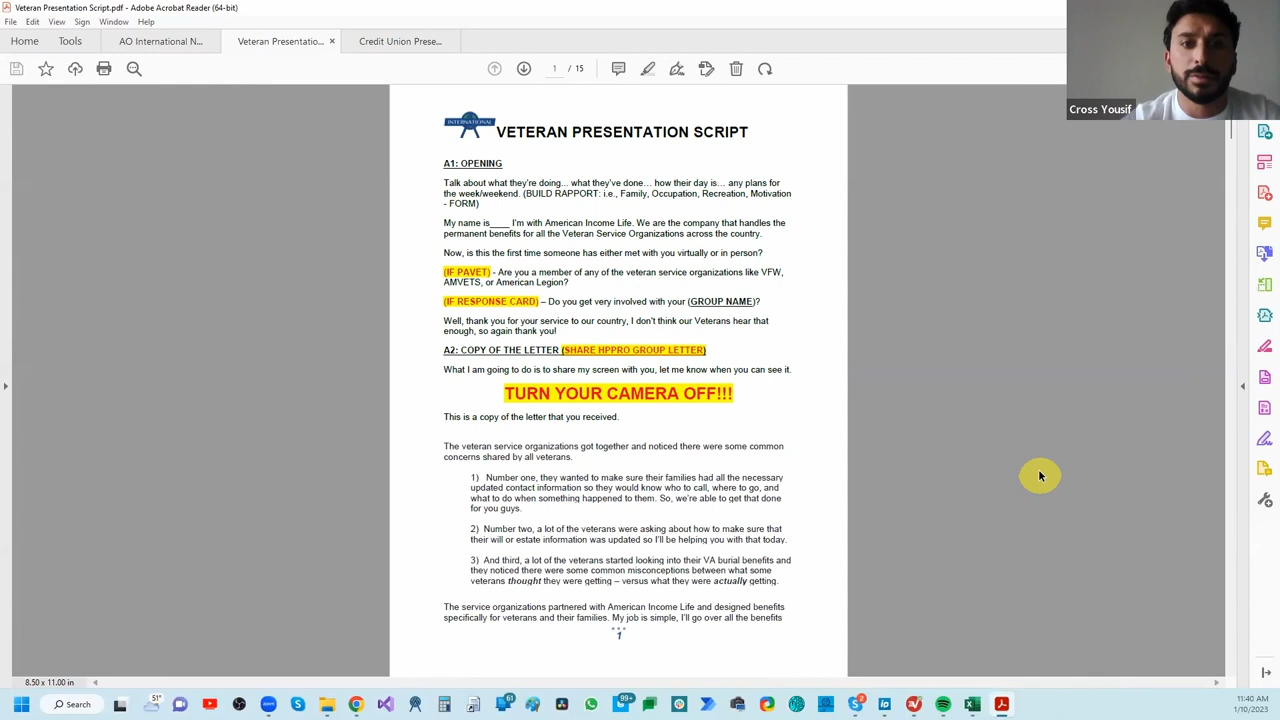 Veteran Presentation Script.pdf - Adobe Acrobat Reader (64-bit)
File Edit View Sign Window Help
Home Tools AO International N... Veteran Presentatio... × Credit Union Prese...
1 / 15
Cross Yousif
INTERNATIONAL
VETERAN PRESENTATION SCRIPT
A1: OPENING
Talk about what they're doing... what they've done... how their day is... any plans for
the week/weekend. (BUILD RAPPORT: i.e., Family, Occupation, Recreation, Motivation
- FORM)
My name is____ I'm with American Income Life. We are the company that handles the
permanent benefits for all the Veteran Service Organizations across the country.
Now, is this the first time someone has either met with you virtually or in person?
(IF PAVET) - Are you a member of any of the veteran service organizations like VFW,
AMVETS, or American Legion?
(IF RESPONSE CARD) – Do you get very involved with your (GROUP NAME)?
Well, thank you for your service to our country, I don't think our Veterans hear that
enough, so again thank you!
A2: COPY OF THE LETTER (SHARE HPPRO GROUP LETTER)
What I am going to do is to share my screen with you, let me know when you can see it.
TURN YOUR CAMERA OFF!!!
This is a copy of the letter that you received.
The veteran service organizations got together and noticed there were some common
concerns shared by all veterans.
1) Number one, they wanted to make sure their families had all the necessary
updated contact information so they would know who to call, where to go, and
what to do when something happened to them. So, we're able to get that done
for you guys.
2) Number two, a lot of the veterans were asking about how to make sure that
their will or estate information was updated so I'll be helping you with that today.
3) And third, a lot of the veterans started looking into their VA burial benefits and
they noticed there were some common misconceptions between what some
veterans thought they were getting – versus what they were actually getting.
The service organizations partnered with American Income Life and designed benefits
specifically for veterans and their families. My job is simple, I'll go over all the benefits
1
8.50 x 11.00 in
Search
51°
61
99+
2
11:40 AM
1/10/2023